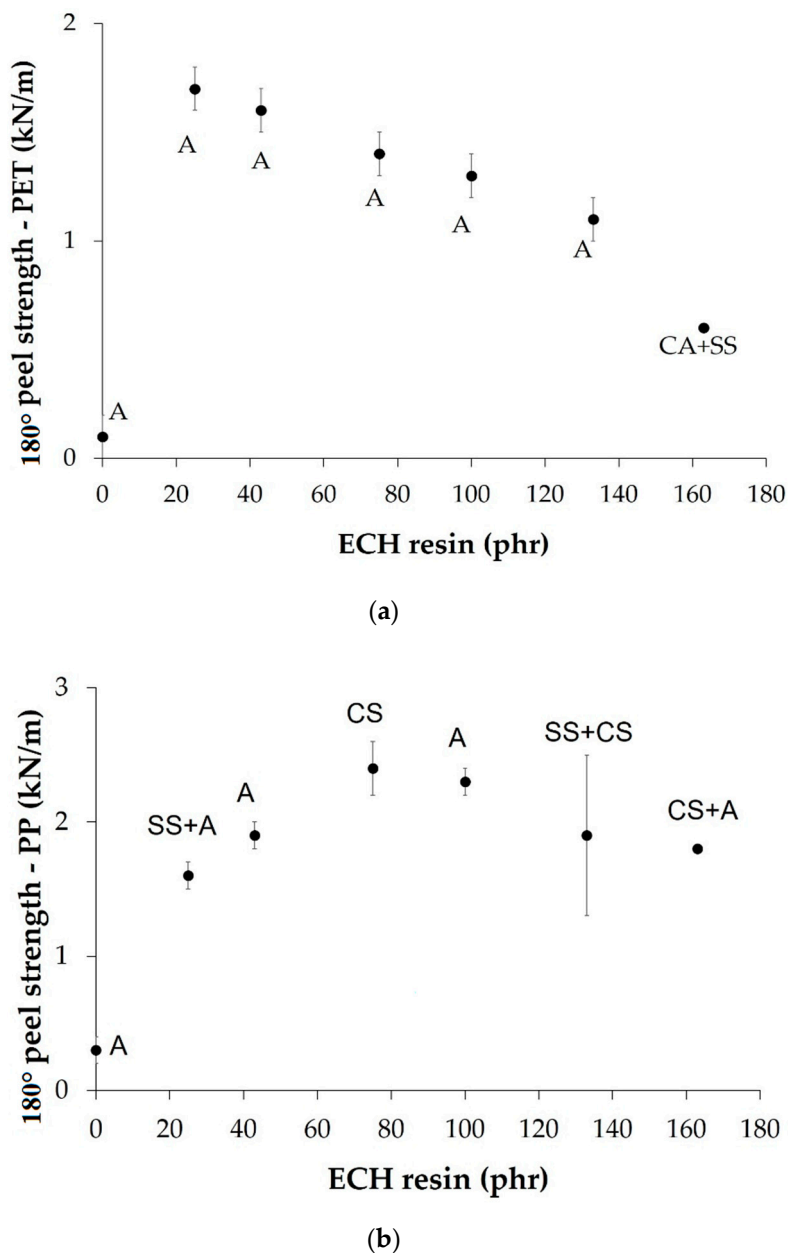 2
180° peel strength - PET (kN/m)
A
A
A
A
1
A
CA+SS
A
0
0 20 40 60 80 100 120 140 160 180
ECH resin (phr)
(a)
3
180° peel strength - PP (kN/m)
CS
A
SS+CS
A
SS+A
CS+A
2
1
A
0
0 20 40 60 80 100 120 140 160 180
ECH resin (phr)
(b)